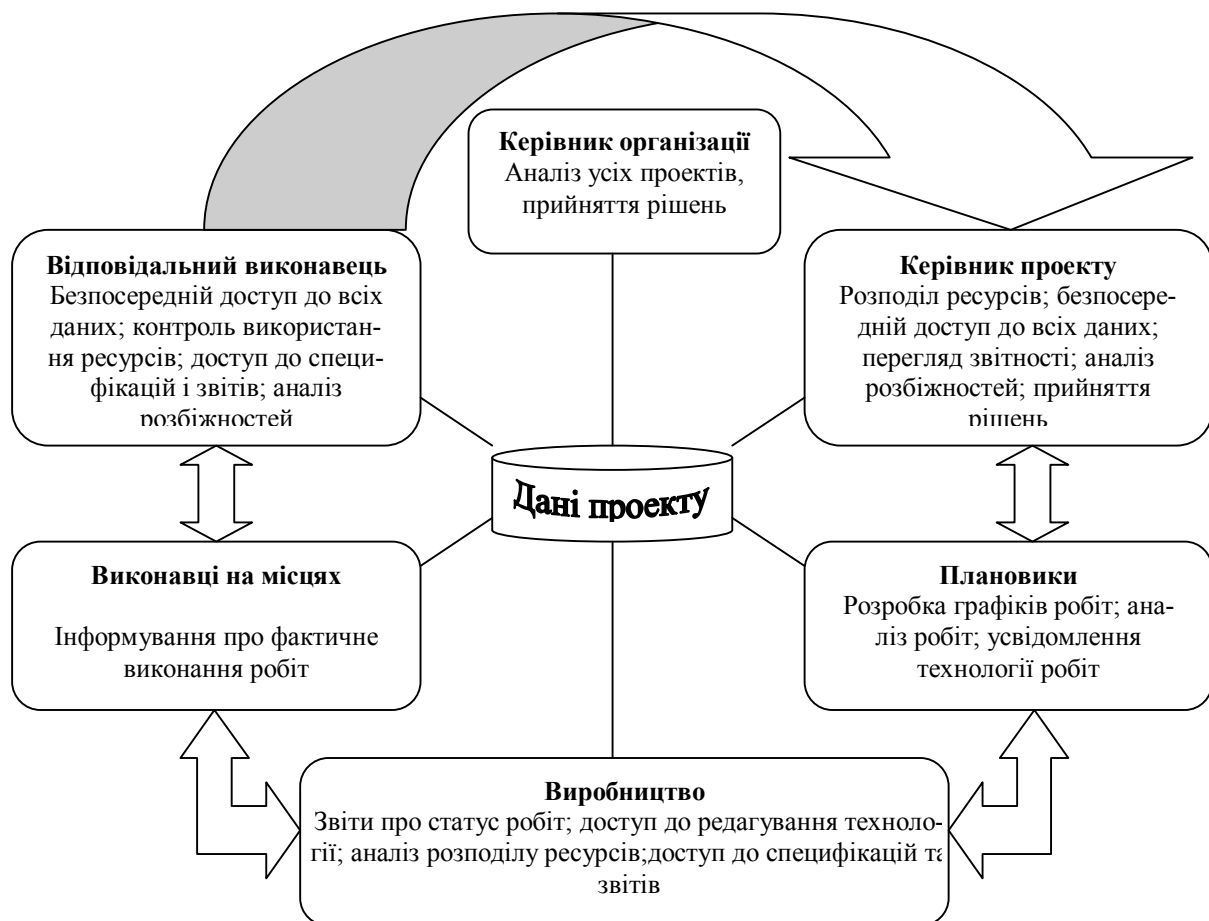 Керівник організації
Аналіз усіх проектів,
прийняття рішень
Відповідальний виконавець
Безпосередній доступ до всіх
даних; контроль використан-
ня ресурсів; доступ до специ-
фікацій і звітів; аналіз
розбіжностей
Керівник проекту
Розподіл ресурсів; безпосере-
дній доступ до всіх даних;
перегляд звітності; аналіз
розбіжностей; прийняття
рішень
Дані проекту
Виконавці на місцях
Інформування про фактичне
виконання робіт
Плановики
Розробка графіків робіт; ана-
ліз робіт; усвідомлення
технології робіт
Виробництво
Звіти про статус робіт; доступ до редагування техноло-
гії; аналіз розподілу ресурсів;доступ до специфікацій та
звітів